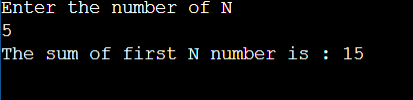 Enter the number of N
5
The sum of first N number is : 15